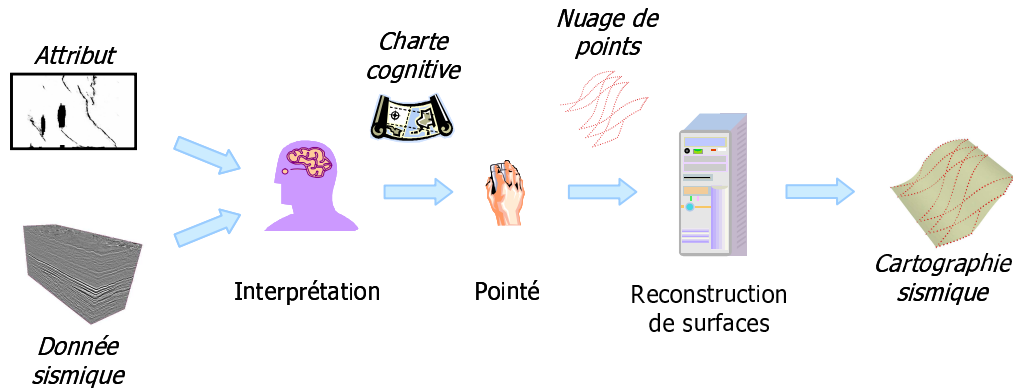 Attribut
Donnée
sismique
Interprétation
Charte
cognitive
Pointé
Nuage de
points
Reconstruction
de surfaces
Cartographie
sismique